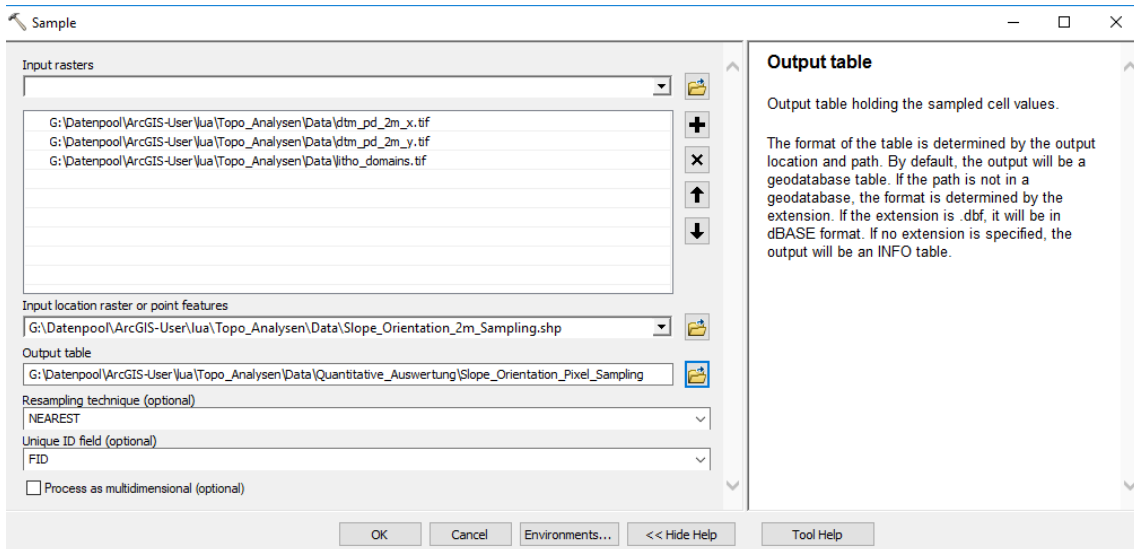 Sample
Input rasters
G:\Datenpool\ArcGIS-User\lua\Topo_Analysen\Data\dtm_pd_2m_x.tif
G:\Datenpool\ArcGIS-User\lua\Topo_Analysen\Data\dtm_pd_2m_y.tif
G:\Datenpool\ArcGIS-User\lua\Topo_Analysen\Data\litho_domains.tif
Input location raster or point features
G:\Datenpool\ArcGIS-User\lua\Topo_Analysen\Data\Slope_Orientation_2m_Sampling.shp
Output table
G:\Datenpool\ArcGIS-User\lua\Topo_Analysen\Data\Quantitative_Auswertung\Slope_Orientation_Pixel_Sampling
Resampling technique (optional)
NEAREST
Unique ID field (optional)
FID
Process as multidimensional (optional)
Output table
Output table holding the sampled cell values.
The format of the table is determined by the output
location and path. By default, the output will be a
geodatabase table. If the path is not in a
geodatabase, the format is determined by the
extension. If the extension is .dbf, it will be in
dBASE format. If no extension is specified, the
output will be an INFO table.
OK
Cancel
Environments...
<< Hide Help
Tool Help